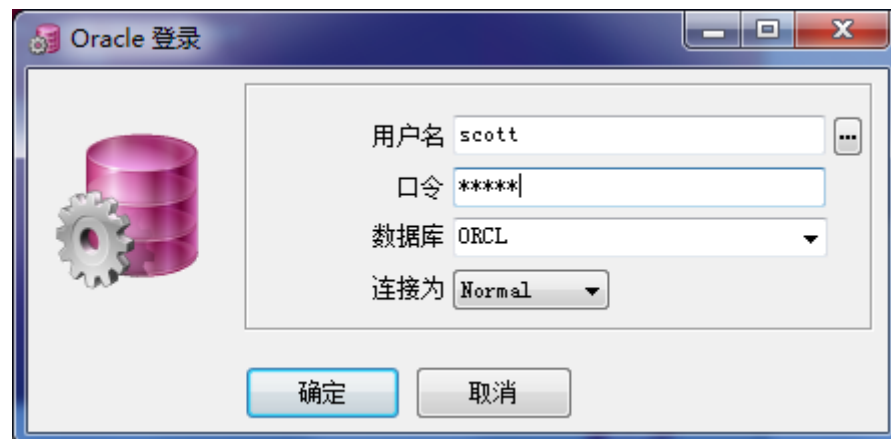 Oracle 登录
用户名 scott
口令 *****
数据库 ORCL
连接为 Normal
确定 取消